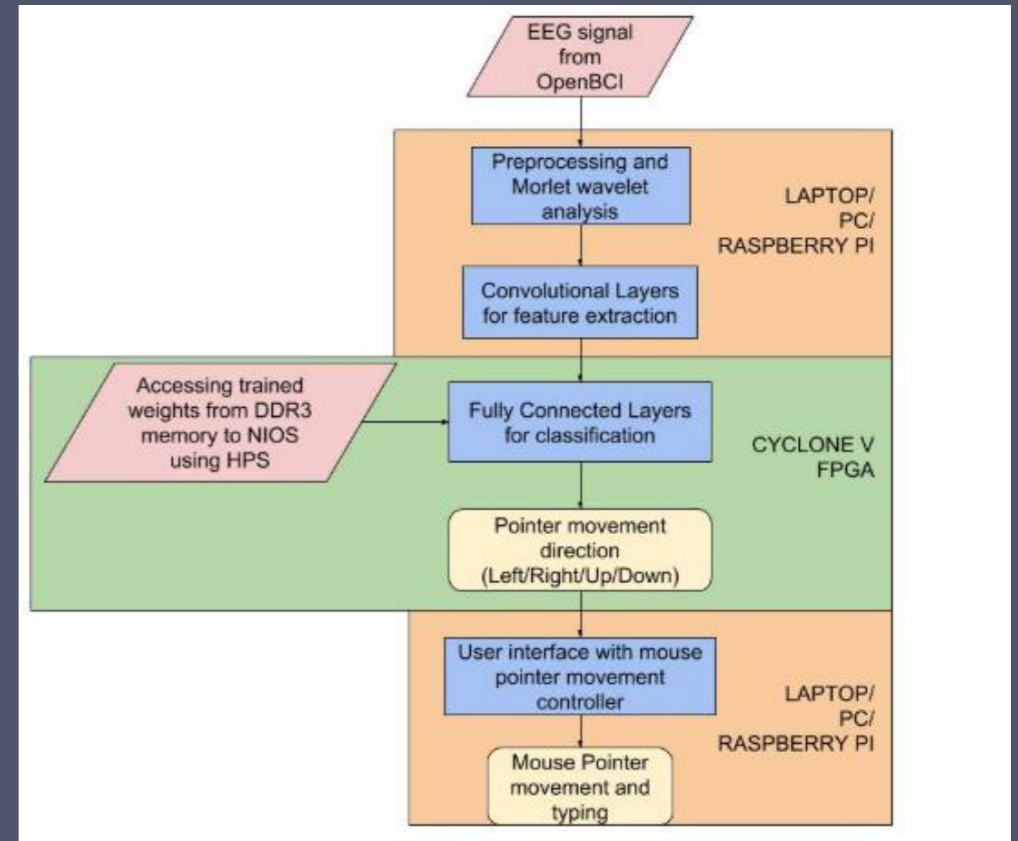 EEG signal
from
OpenBCI
Preprocessing and
Morlet wavelet
analysis
LAPTOP/
PC/
RASPBERRY PI
Convolutional Layers
for feature extraction
Accessing trained
weights from DDR3
memory to NIOS
using HPS
Fully Connected Layers
for classification
CYCLONE V
FPGA
Pointer movement
direction
(Left/Right/Up/Down)
User interface with mouse
pointer movement
controller
LAPTOP/
PC/
RASPBERRY PI
Mouse Pointer
movement and
typing